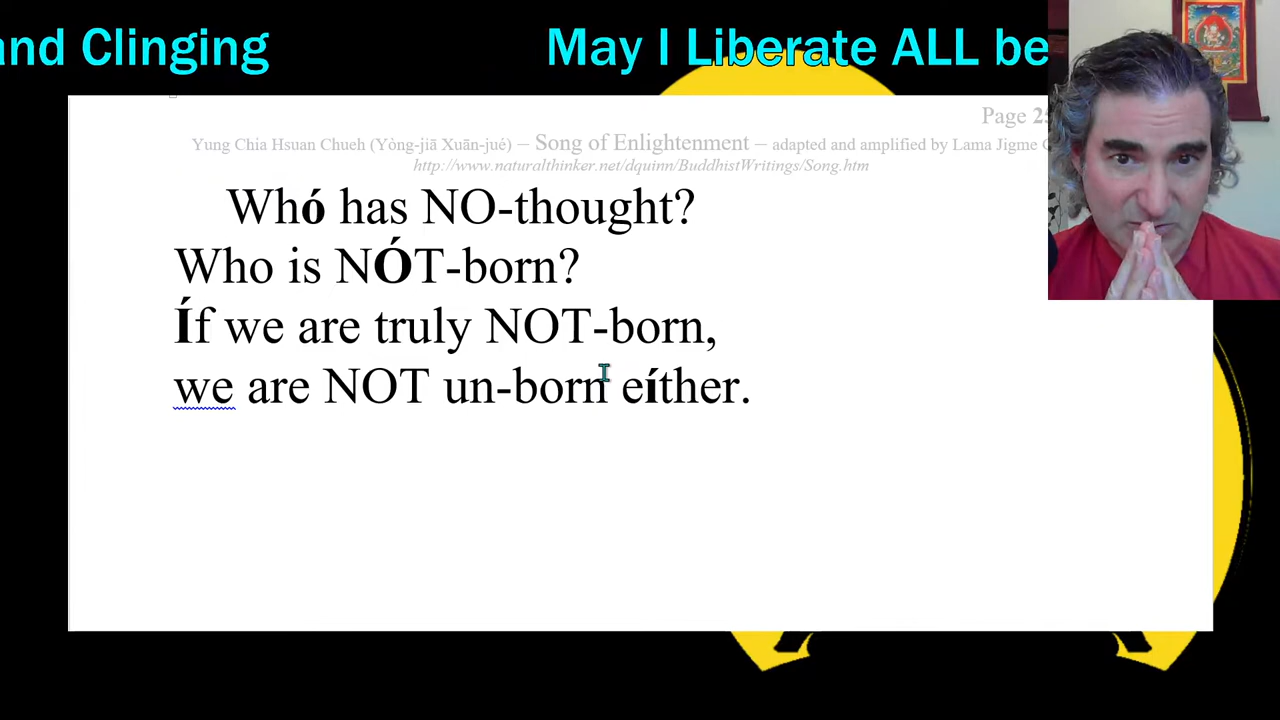 and Clinging May I Liberate ALL be
Page 2
Yung Chia Hsuan Chueh (Yòng-jiā Xuān-jué) – Song of Enlightenment – adapted and amplified by Lama Jigme
http://www.naturalthinker.net/dquinn/BuddhistWritings/Song.htm
Whó has NO-thought?
Who is NÓT-born?
Íf we are truly NOT-born,
we are NOT un-born eíther.